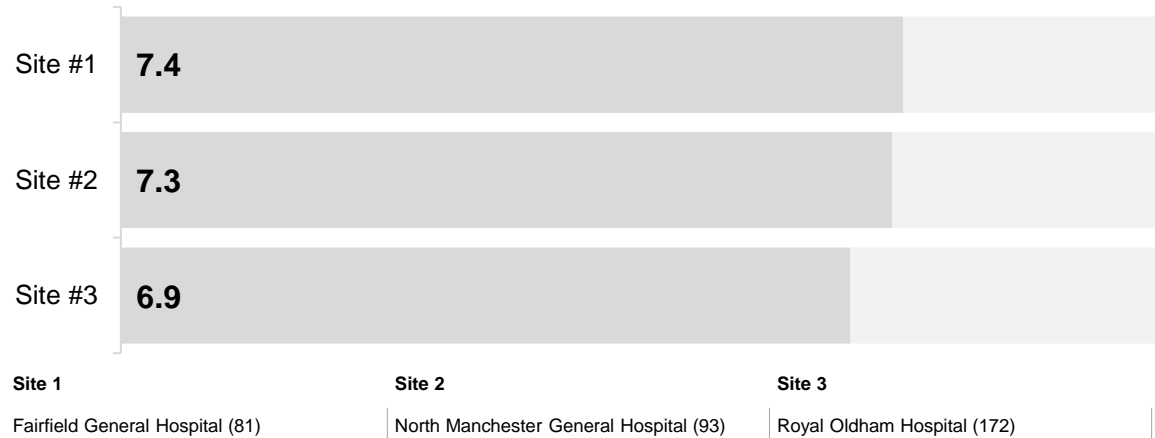 Site #1 7.4
Site #2 7.3
Site #3 6.9
Site 1 Site 2 Site 3
Fairfield General Hospital (81) North Manchester General Hospital (93) Royal Oldham Hospital (172)